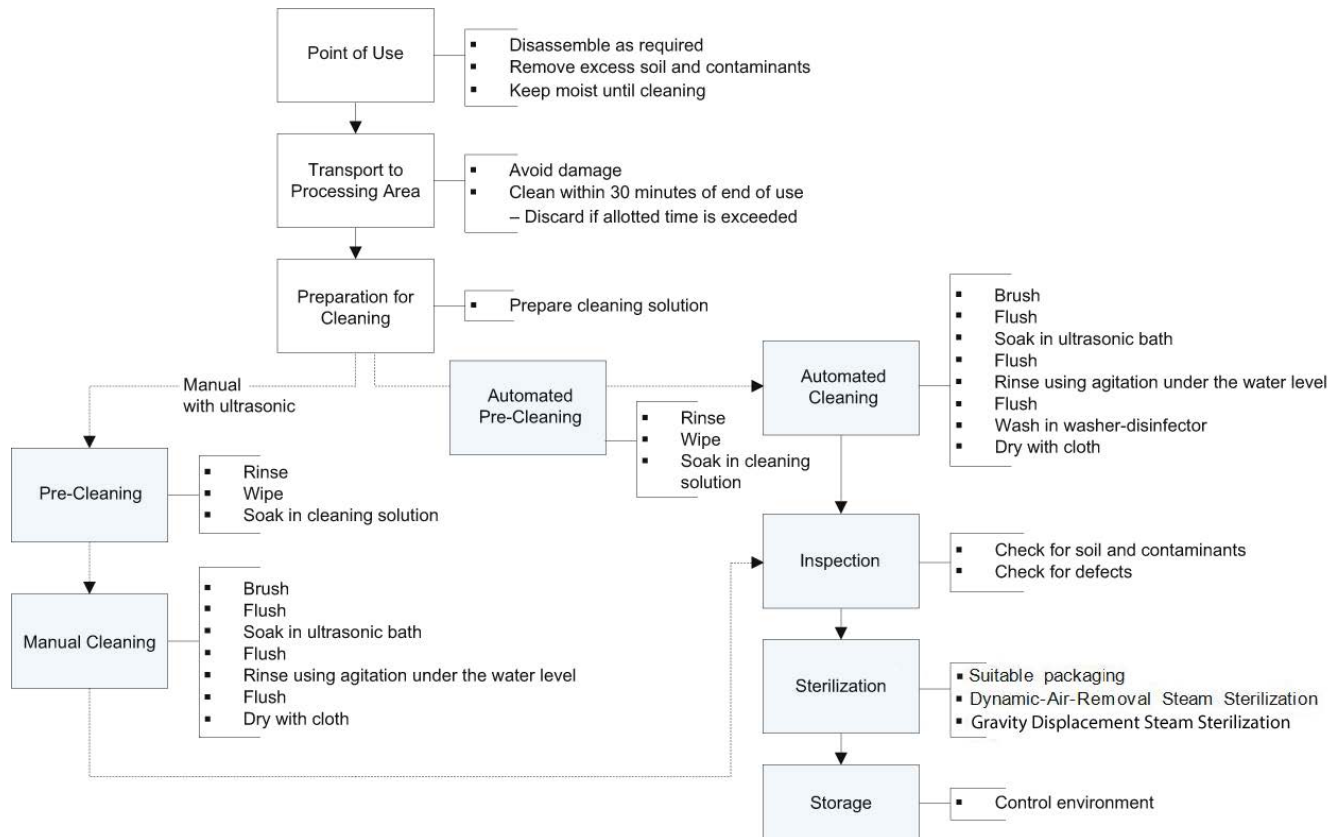 Point of Use
▪ Disassemble as required
▪ Remove excess soil and contaminants
▪ Keep moist until cleaning
Transport to
Processing Area
▪ Avoid damage
▪ Clean within 30 minutes of end of use
– Discard if allotted time is exceeded
Preparation for
Cleaning
▪ Prepare cleaning solution
Manual
with ultrasonic
Pre-Cleaning
▪ Rinse
▪ Wipe
▪ Soak in cleaning solution
Manual Cleaning
▪ Brush
▪ Flush
▪ Soak in ultrasonic bath
▪ Flush
▪ Rinse using agitation under the water level
▪ Flush
▪ Dry with cloth
Automated
Pre-Cleaning
▪ Rinse
▪ Wipe
▪ Soak in cleaning
solution
Automated
Cleaning
▪ Brush
▪ Flush
▪ Soak in ultrasonic bath
▪ Flush
▪ Rinse using agitation under the water level
▪ Flush
▪ Wash in washer-disinfector
▪ Dry with cloth
Inspection
▪ Check for soil and contaminants
▪ Check for defects
Sterilization
▪ Suitable packaging
▪ Dynamic-Air-Removal Steam Sterilization
▪ Gravity Displacement Steam Sterilization
Storage
▪ Control environment